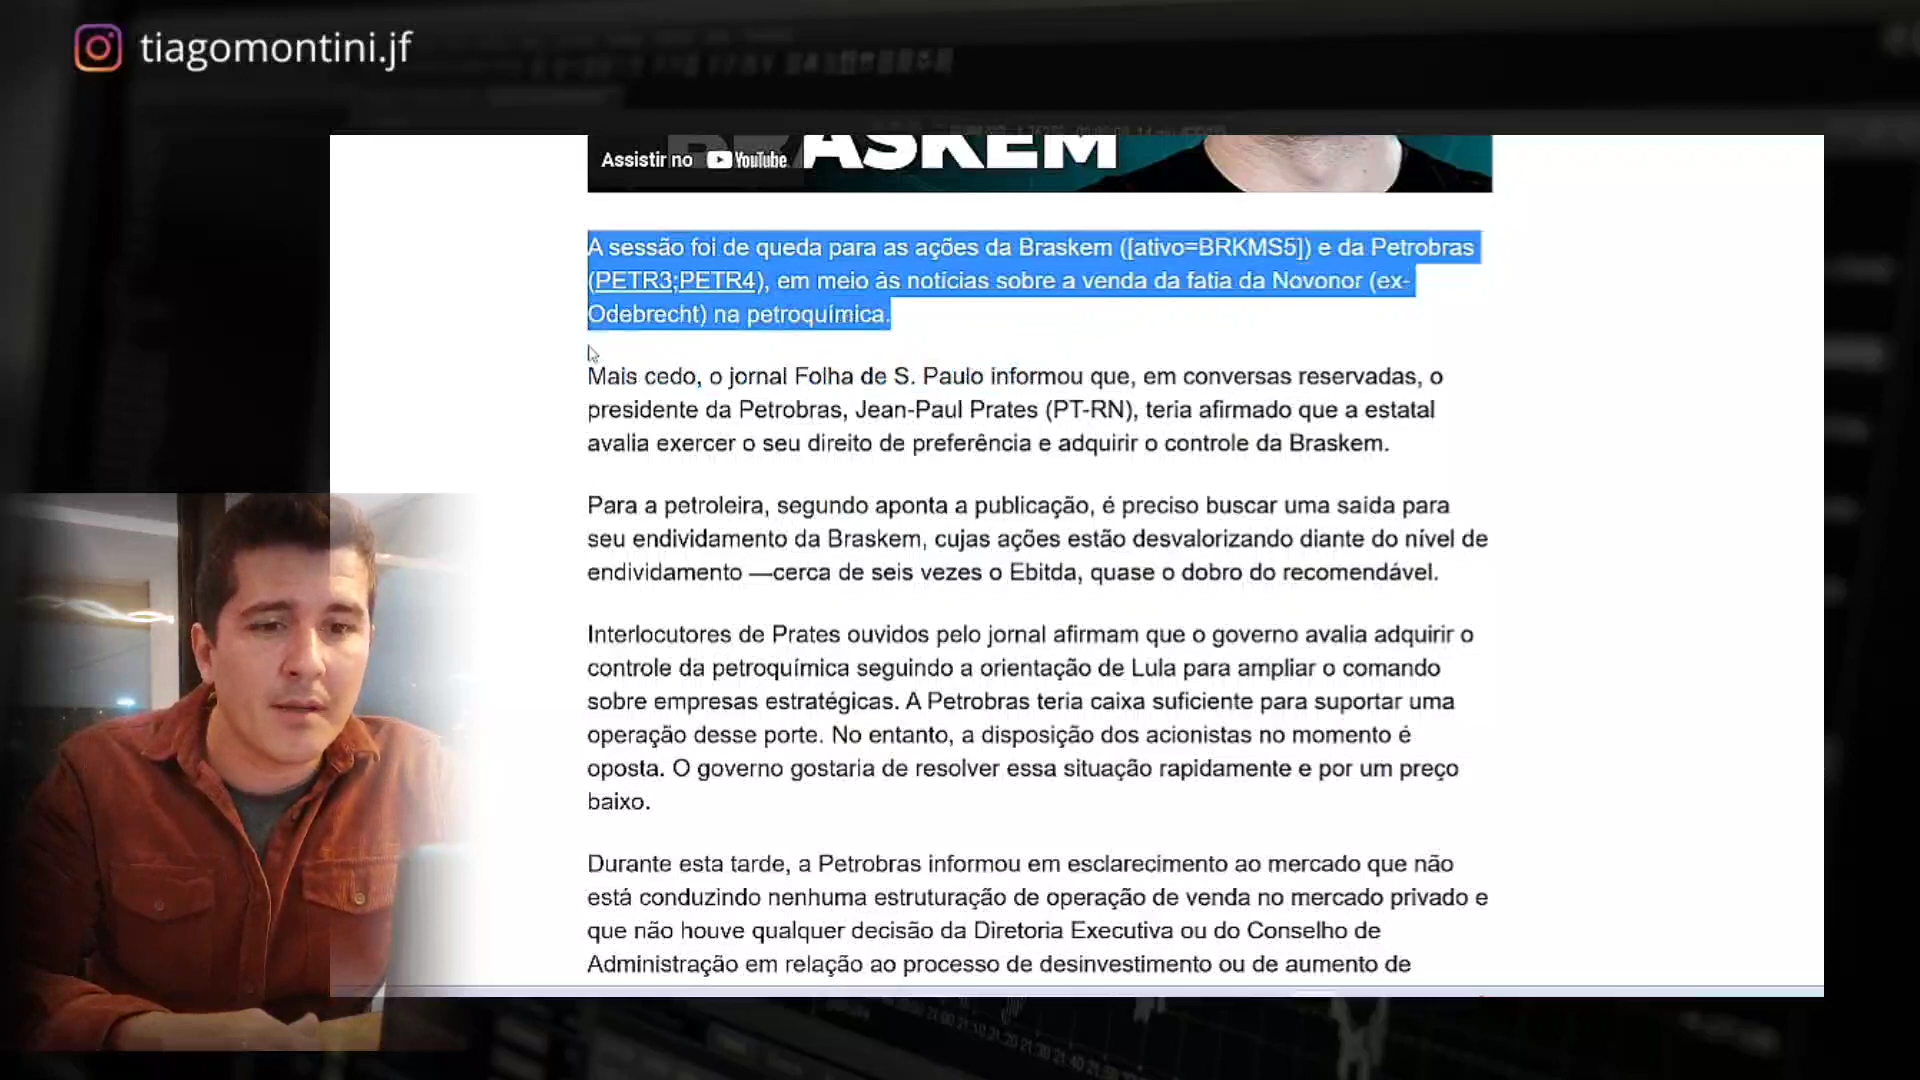 tiagomontini.jf
Assistir no YouTube
BRASKEM
A sessão foi de queda para as ações da Braskem ([ativo=BRKMS5]) e da Petrobras
(PETR3;PETR4), em meio às notícias sobre a venda da fatia da Novonor (ex-
Odebrecht) na petroquímica.
Mais cedo, o jornal Folha de S. Paulo informou que, em conversas reservadas, o
presidente da Petrobras, Jean-Paul Prates (PT-RN), teria afirmado que a estatal
avalia exercer o seu direito de preferência e adquirir o controle da Braskem.
Para a petroleira, segundo aponta a publicação, é preciso buscar uma saída para
seu endividamento da Braskem, cujas ações estão desvalorizando diante do nível de
endividamento —cerca de seis vezes o Ebitda, quase o dobro do recomendável.
Interlocutores de Prates ouvidos pelo jornal afirmam que o governo avalia adquirir o
controle da petroquímica seguindo a orientação de Lula para ampliar o comando
sobre empresas estratégicas. A Petrobras teria caixa suficiente para suportar uma
operação desse porte. No entanto, a disposição dos acionistas no momento é
oposta. O governo gostaria de resolver essa situação rapidamente e por um preço
baixo.
Durante esta tarde, a Petrobras informou em esclarecimento ao mercado que não
está conduzindo nenhuma estruturação de operação de venda no mercado privado e
que não houve qualquer decisão da Diretoria Executiva ou do Conselho de
Administração em relação ao processo de desinvestimento ou de aumento de